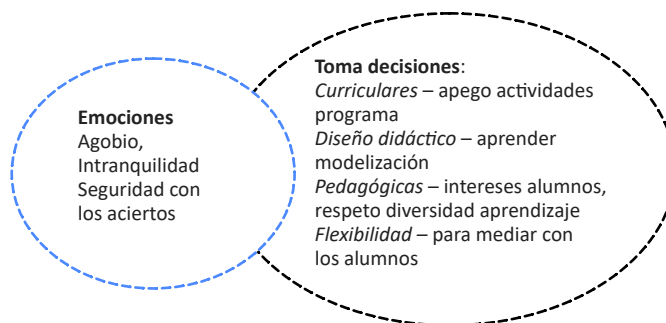 Emociones
Agobio,
Intranquilidad
Seguridad con
los aciertos
Toma decisiones:
Curriculares – apego actividades
programa
Diseño didáctico – aprender
modelización
Pedagógicas – intereses alumnos,
respeto diversidad aprendizaje
Flexibilidad – para mediar con
los alumnos